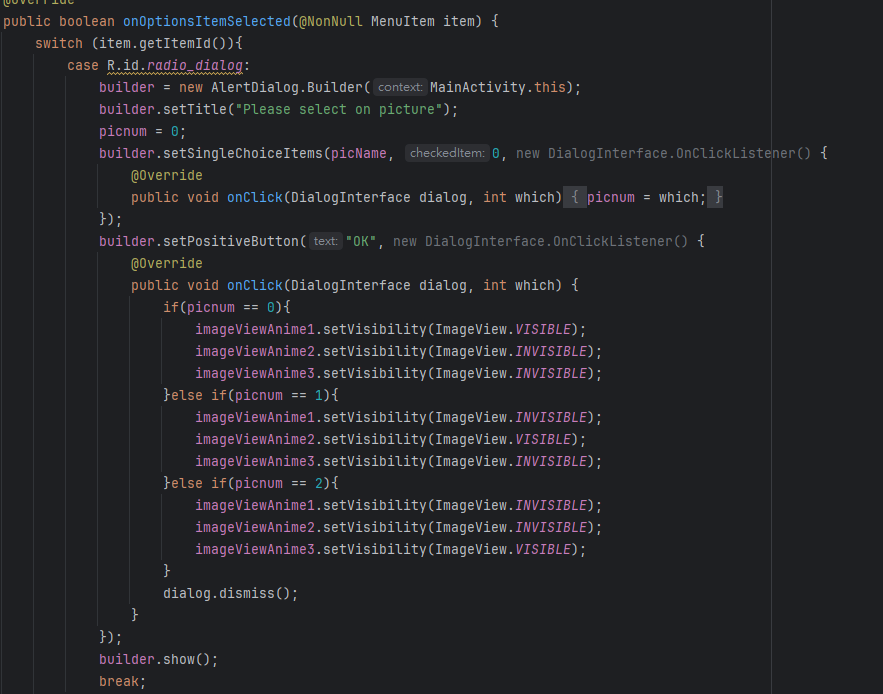 @Override
public boolean onOptionsItemSelected(@NonNull MenuItem item) {
    switch (item.getItemId()){
        case R.id.radio_dialog:
            builder = new AlertDialog.Builder( context: MainActivity.this);
            builder.setTitle("Please select on picture");
            picnum = 0;
            builder.setSingleChoiceItems(picName, checkedItem: 0, new DialogInterface.OnClickListener() {
                @Override
                public void onClick(DialogInterface dialog, int which) { picnum = which; }
            });
            builder.setPositiveButton( text: "OK", new DialogInterface.OnClickListener() {
                @Override
                public void onClick(DialogInterface dialog, int which) {
                    if(picnum == 0){
                        imageViewAnime1.setVisibility(ImageView.VISIBLE);
                        imageViewAnime2.setVisibility(ImageView.INVISIBLE);
                        imageViewAnime3.setVisibility(ImageView.INVISIBLE);
                    }else if(picnum == 1){
                        imageViewAnime1.setVisibility(ImageView.INVISIBLE);
                        imageViewAnime2.setVisibility(ImageView.VISIBLE);
                        imageViewAnime3.setVisibility(ImageView.INVISIBLE);
                    }else if(picnum == 2){
                        imageViewAnime1.setVisibility(ImageView.INVISIBLE);
                        imageViewAnime2.setVisibility(ImageView.INVISIBLE);
                        imageViewAnime3.setVisibility(ImageView.VISIBLE);
                    }
                    dialog.dismiss();
                }
            });
            builder.show();
            break;